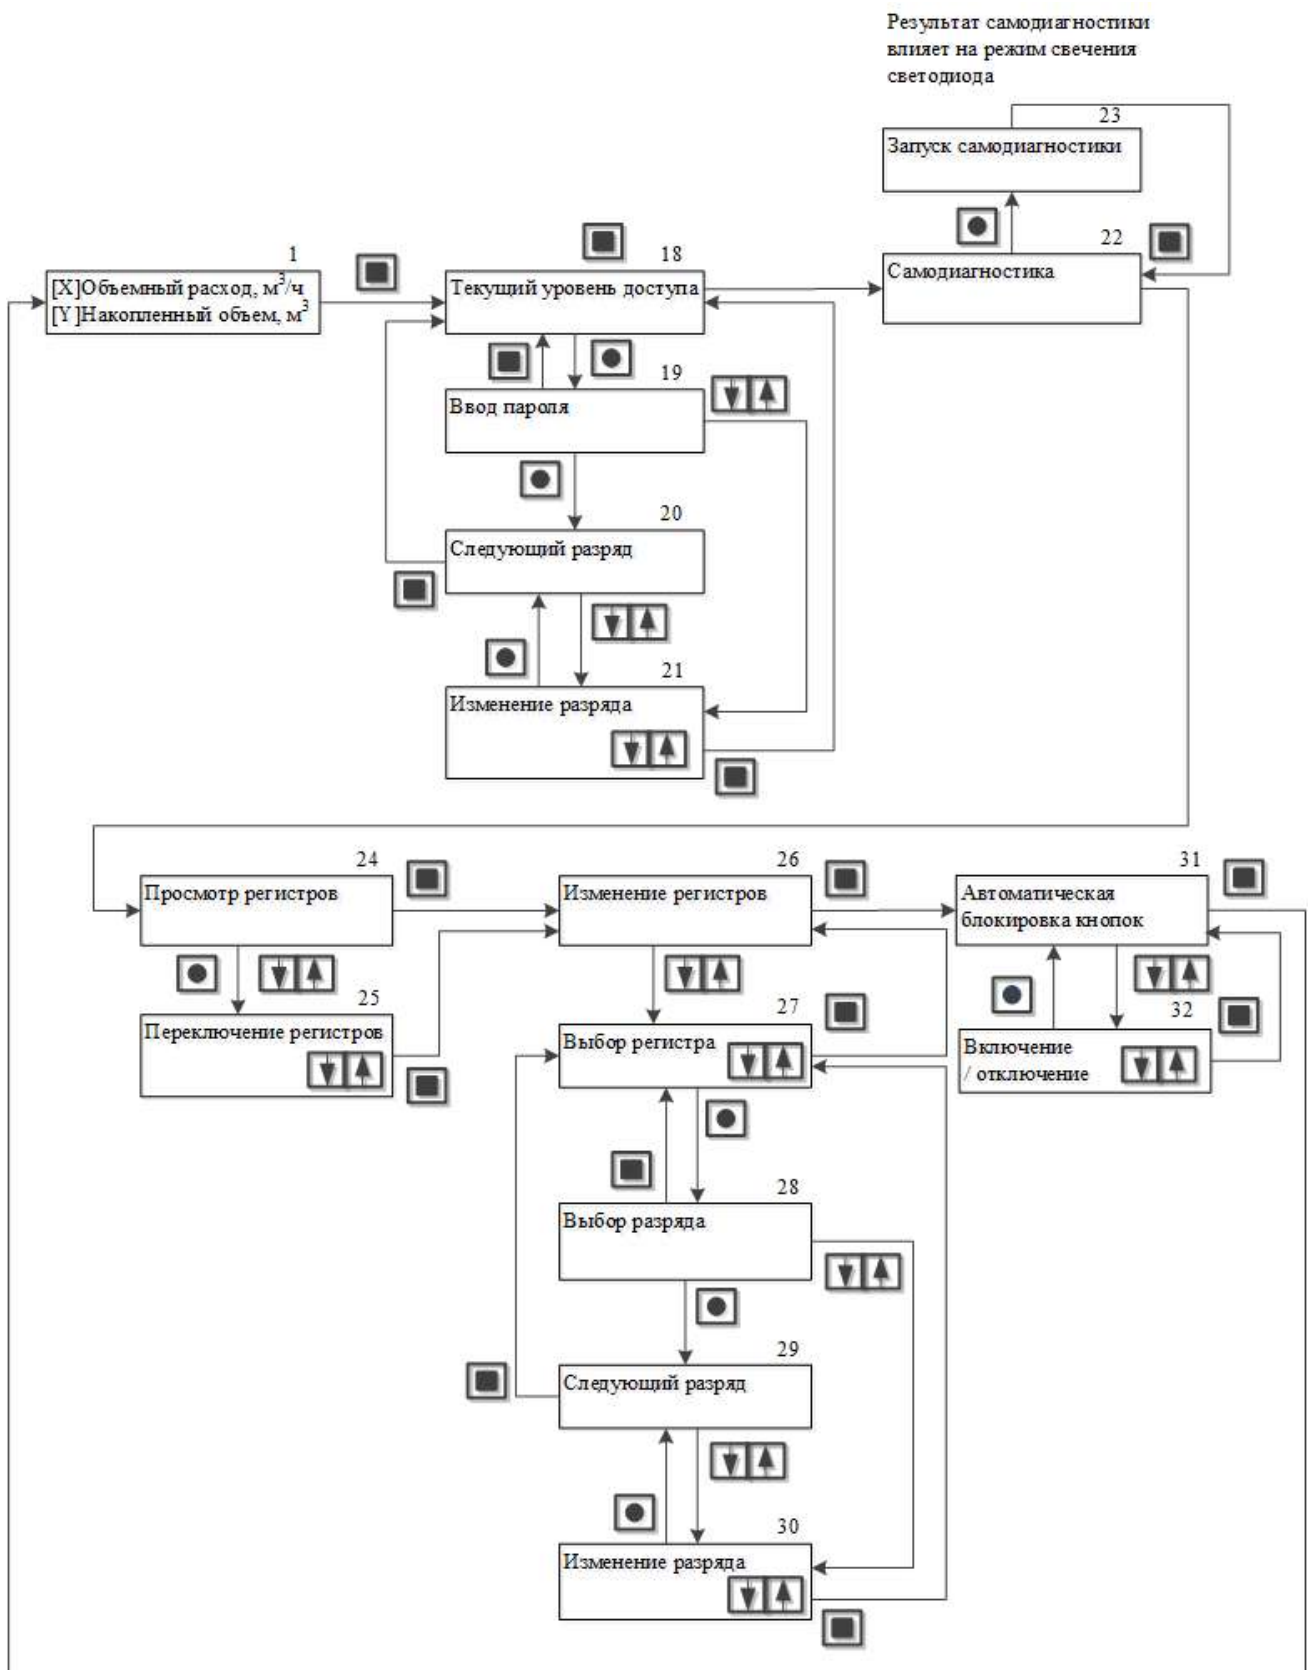 Результат самодиагностики
влияет на режим свечения
светодиода
23
Запуск самодиагностики
22
Самодиагностика
1
[X]Объемный расход, м³/ч
[Y]Накопленный объем, м³
18
Текущий уровень доступа
19
Ввод пароля
20
Следующий разряд
21
Изменение разряда
24
Просмотр регистров
25
Переключение регистров
26
Изменение регистров
27
Выбор регистра
28
Выбор разряда
29
Следующий разряд
30
Изменение разряда
31
Автоматическая
блокировка кнопок
32
Включение
/ отключение